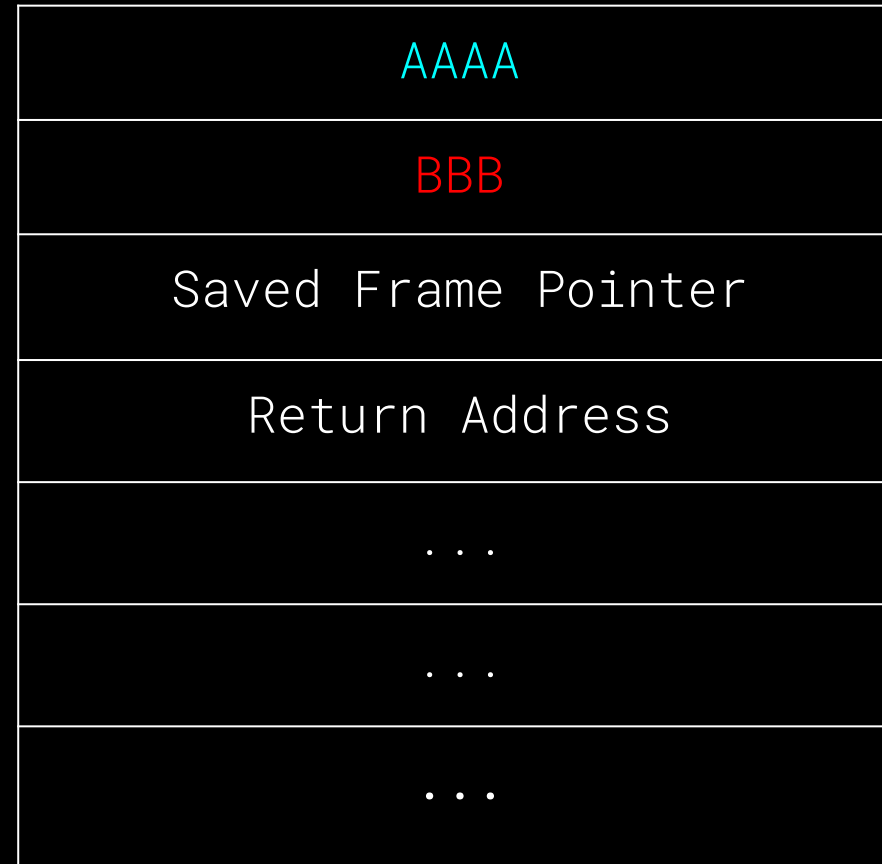 AAAA
BBB
Saved Frame Pointer
Return Address
...
...
...